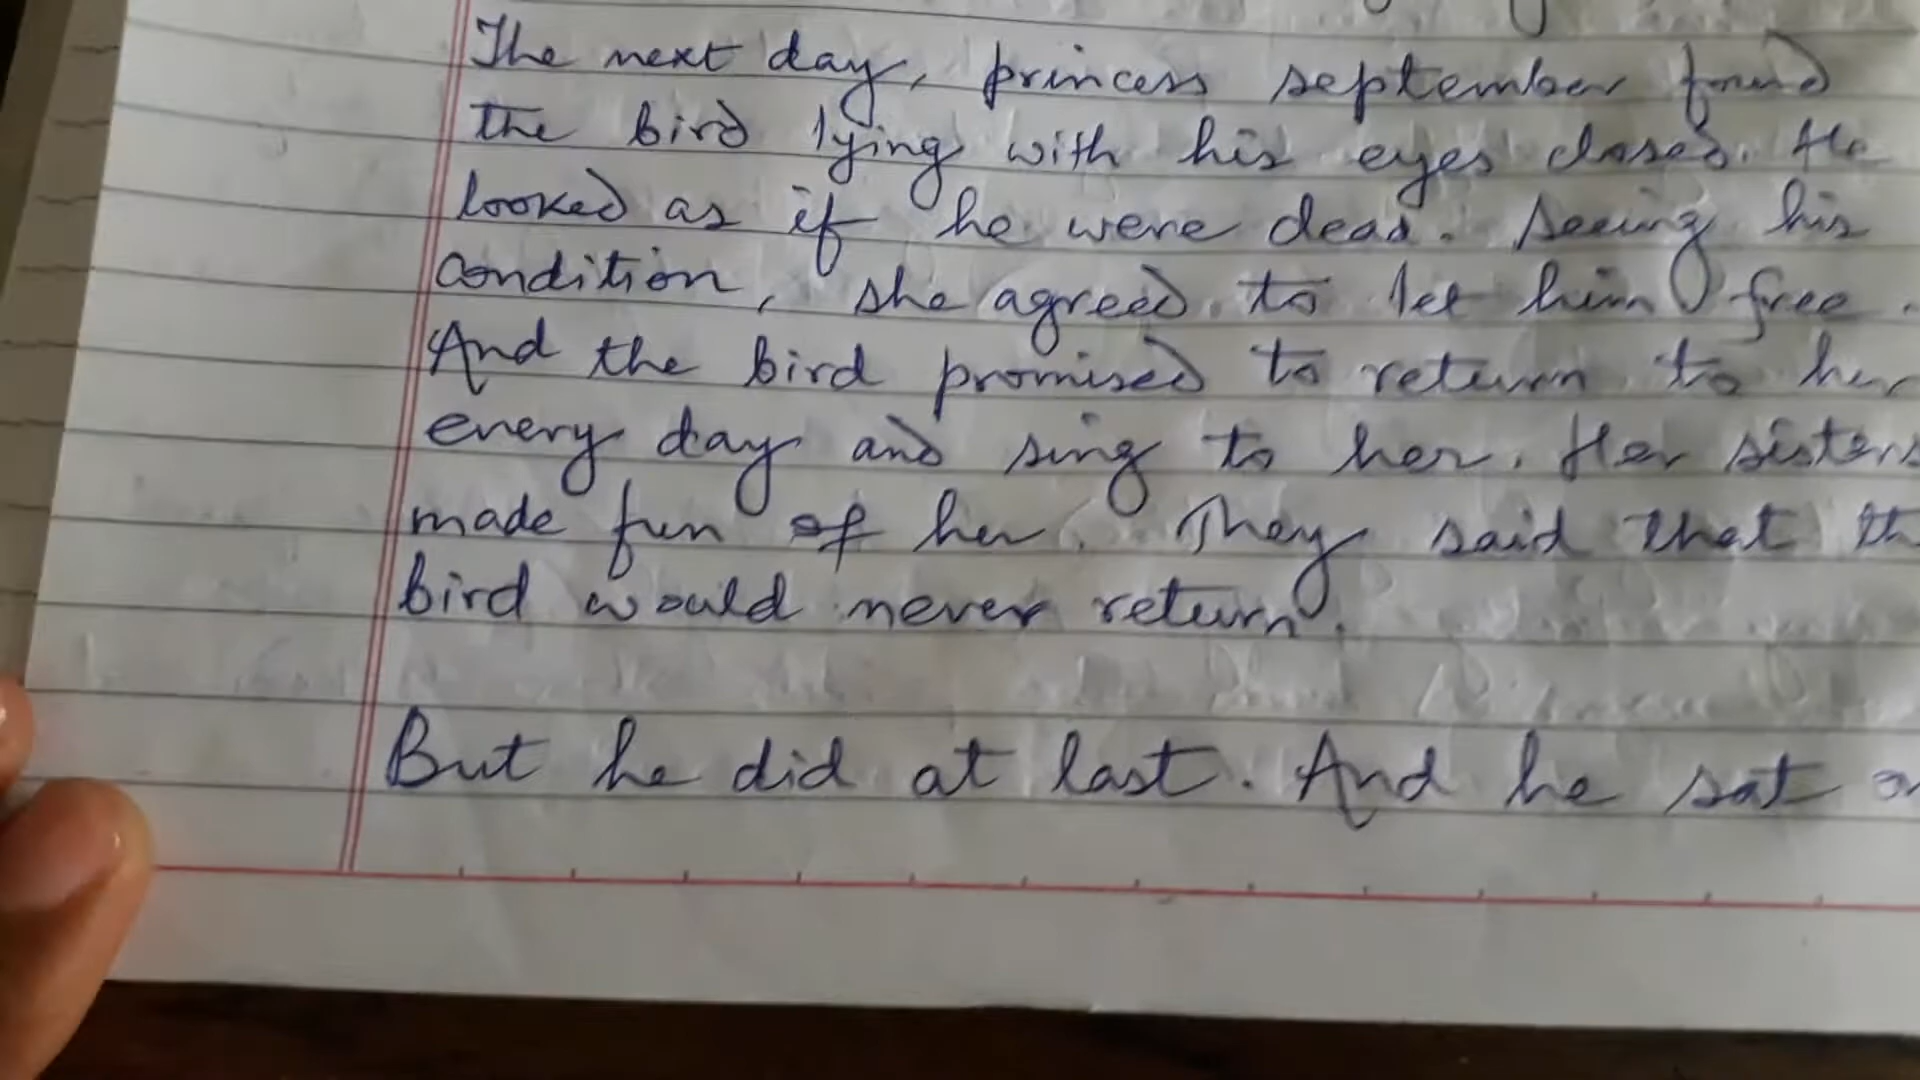 The next day, princess september found
the bird lying with his eyes closed. He
looked as if he were dead. Seeing his
condition, she agreed to let him free.
And the bird promised to return to her
every day and sing to her. Her sisters
made fun of her. They said that th
bird would never return.
But he did at last. And he sat on